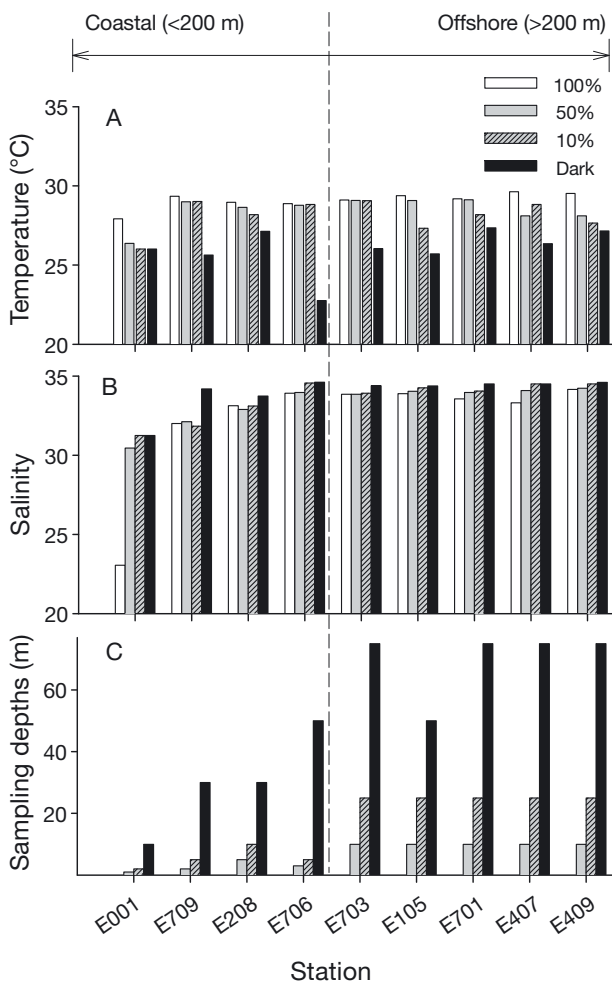 Coastal (<200 m) Offshore (>200 m)
100%
50%
10%
Dark
A
Temperature (°C)
35
30
25
20
B
Salinity
35
30
25
20
C
Sampling depths (m)
60
40
20
E001 E709 E208 E706 E703 E105 E701 E407 E409
Station